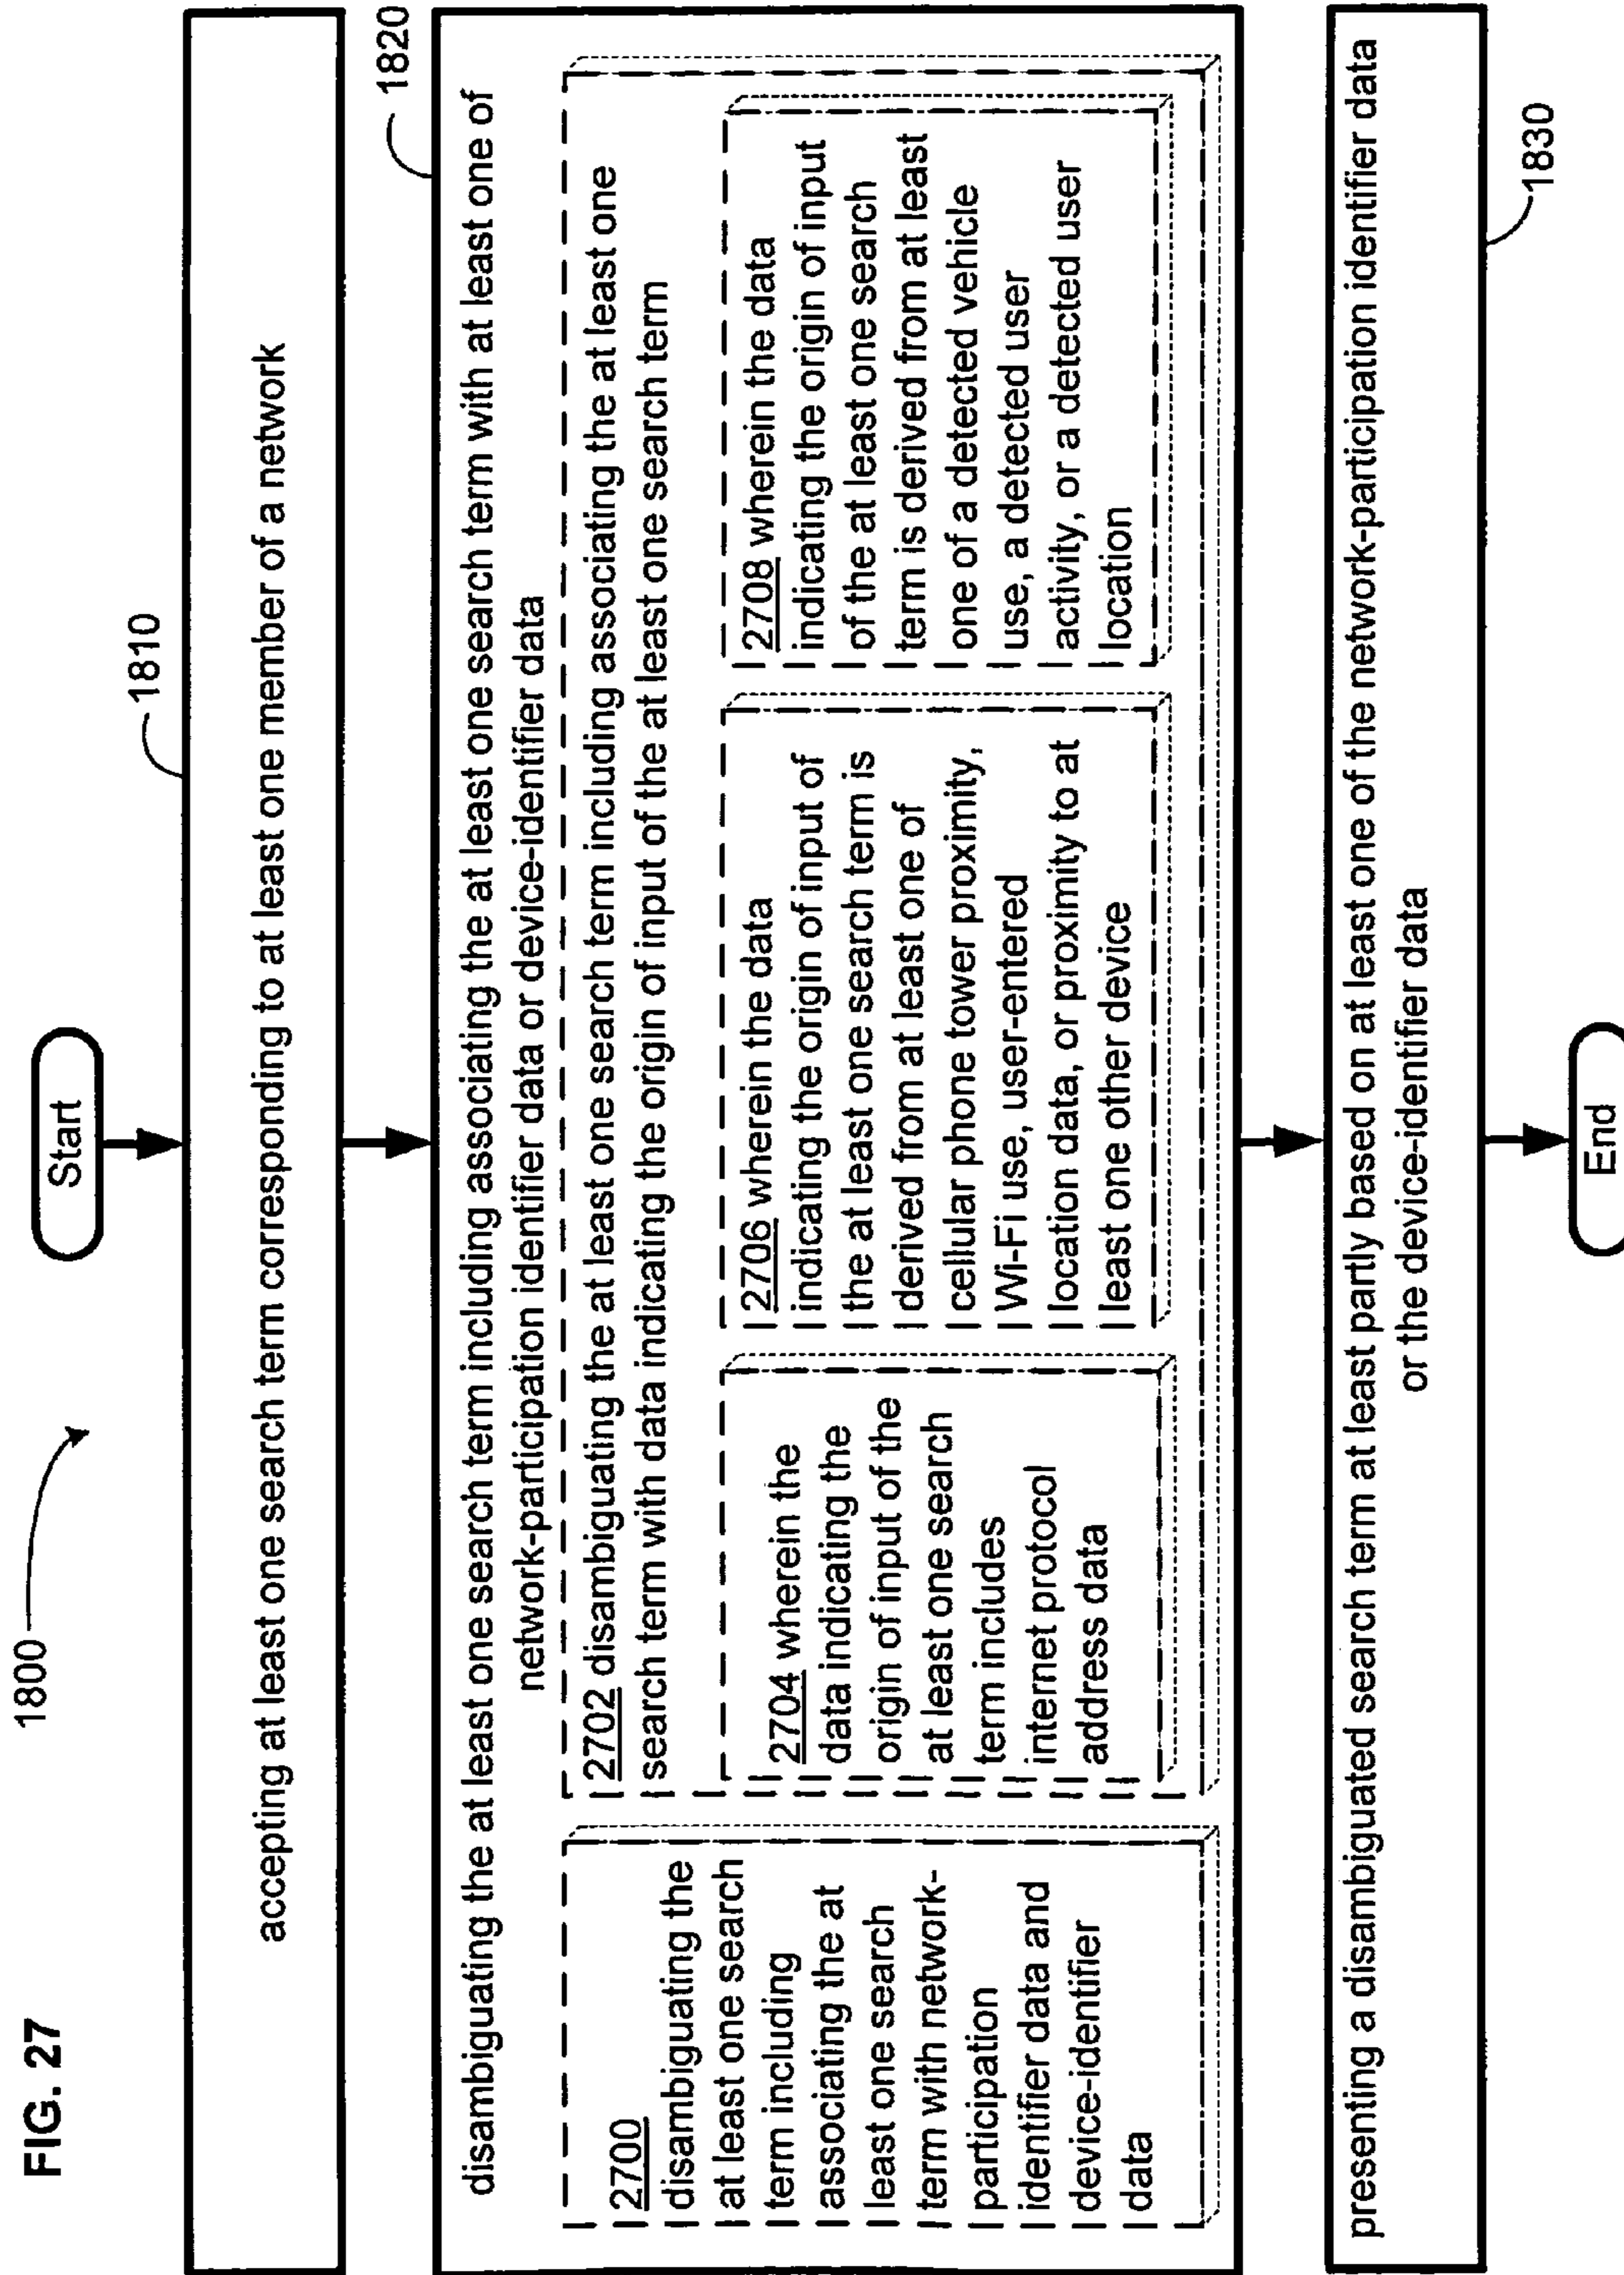 FIG. 27
1800
Start
1810
accepting at least one search term corresponding to at least one member of a network
1820
disambiguating the at least one search term including associating the at least one search term with at least one of
network-participation identifier data or device-identifier data
2700
disambiguating the
at least one search
term including
associating the at
least one search
term with network-
participation
identifier data and
device-identifier
data
2702 disambiguating the at least one search term including associating the at least one
search term with data indicating the origin of input of the at least one search term
2704 wherein the
data indicating the
origin of input of the
at least one search
term includes
internet protocol
address data
2706 wherein the data
indicating the origin of input of
the at least one search term is
derived from at least one of
cellular phone tower proximity,
Wi-Fi use, user-entered
location data, or proximity to at
least one other device
2708 wherein the data
indicating the origin of input
of the at least one search
term is derived from at least
one of a detected vehicle
use, a detected user
activity, or a detected user
location
presenting a disambiguated search term at least partly based on at least one of the network-participation identifier data
or the device-identifier data
1830
End